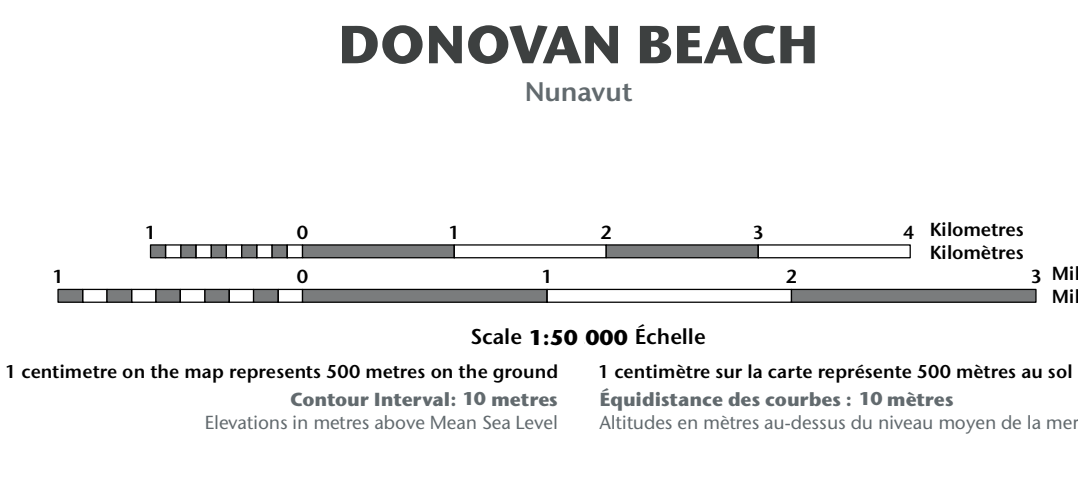 DONOVAN BEACH
Nunavut
1 0 1 2 3 4 Kilometres
Kilomètres
1 0 1 2 3 Mil
Mil
Scale 1:50 000 Échelle
1 centimetre on the map represents 500 metres on the ground
Contour Interval: 10 metres
Elevations in metres above Mean Sea Level
1 centimètre sur la carte représente 500 mètres au sol
Équidistance des courbes : 10 mètres
Altitudes en mètres au-dessus du niveau moyen de la mer